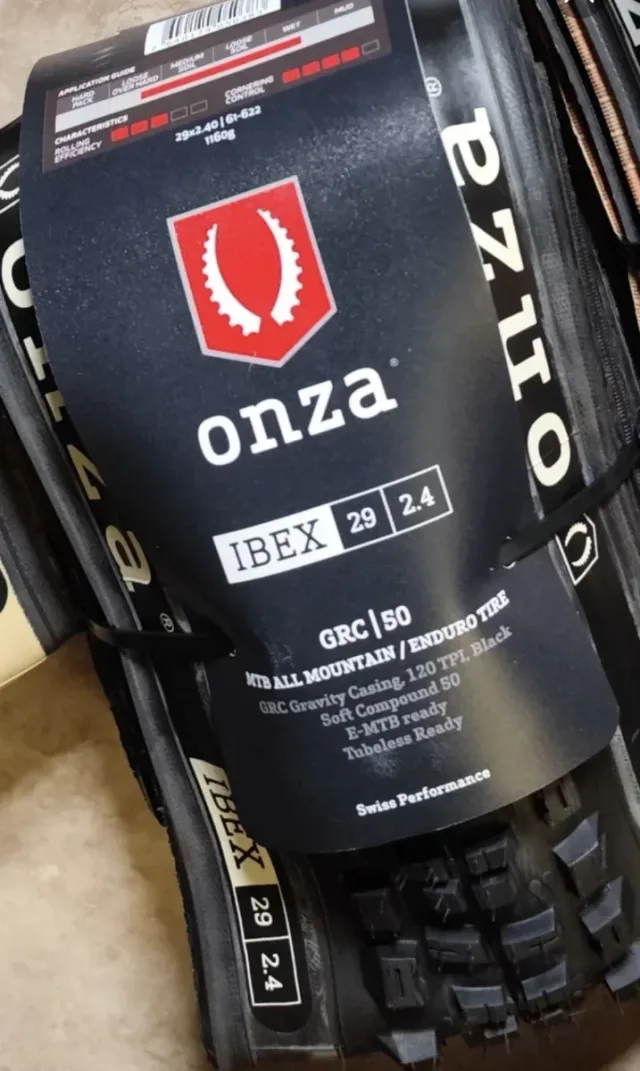 APPLICATION GUIDE
HARD PACK
LOOSE OVER HARD
MEDIUM SOIL
LOOSE SOIL
WET
MUD
CHARACTERISTICS
ROLLING EFFICIENCY
CORNERING CONTROL
29x2.40 | 61-622
1160g
onza
IBEX 29 2.4
GRC | 50
MTB ALL MOUNTAIN / ENDURO TIRE
GRC Gravity Casing, 120 TPI, Black
Soft Compound 50
E-MTB ready
Tubeless Ready
Swiss Performance
onza®
onza®
IBEX 29 2.4